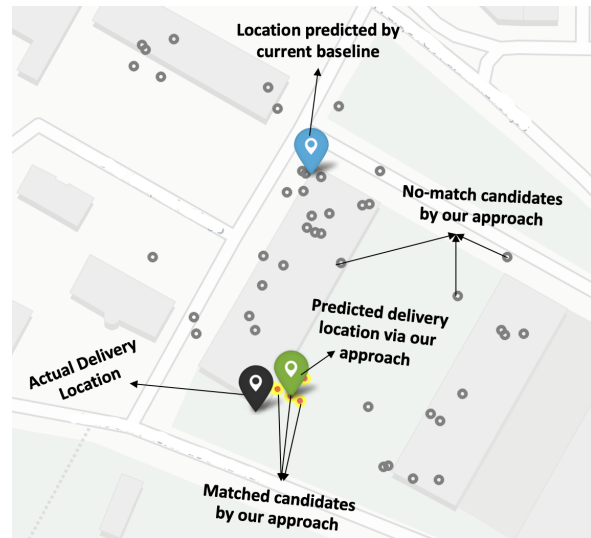 Location predicted by
current baseline
No-match candidates
by our approach
Predicted delivery
location via our
approach
Actual Delivery
Location
Matched candidates
by our approach